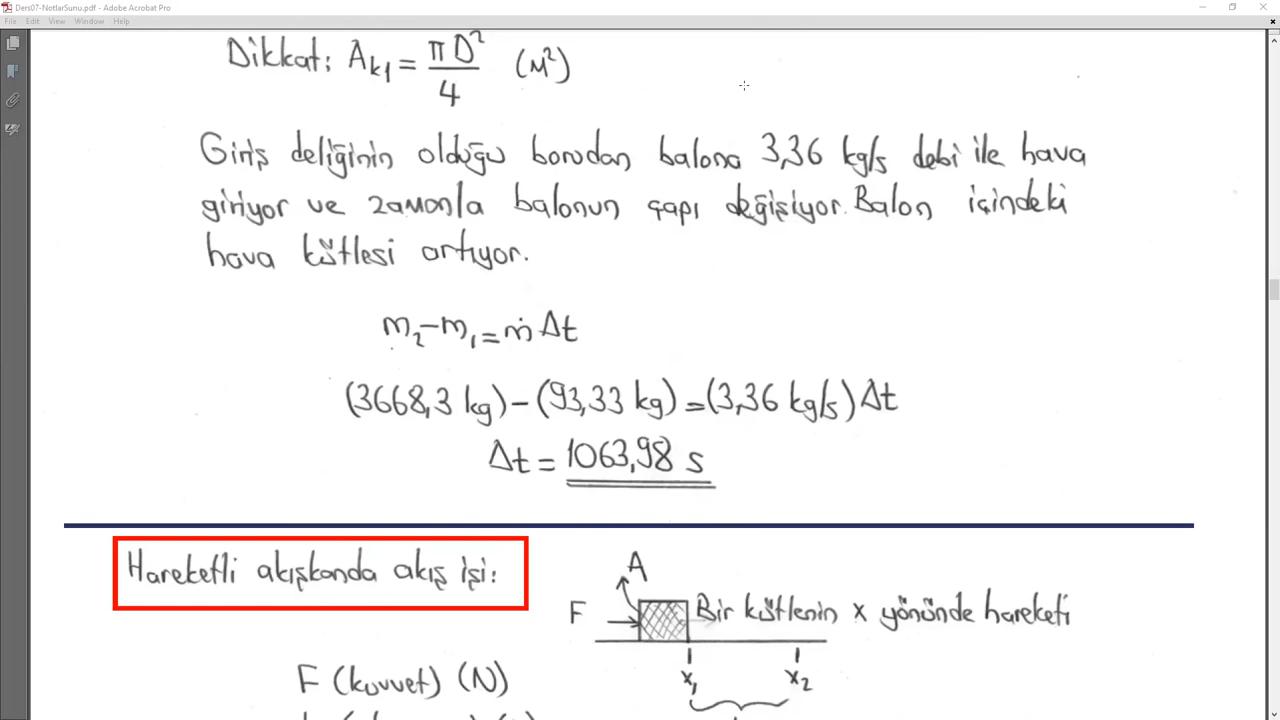 Ders07-NotlarSunu.pdf - Adobe Acrobat Pro
File Edit View Window Help
Dikkat: Ak1 = πD²/4 (m²)
Giriş deliğinin olduğu borudan balona 3,36 kg/s debi ile hava
giriyor ve zamanla balonun çapı değişiyor. Balon içindeki
hava kütlesi artıyor.
m₂-m₁ = ṁ Δt
(3668,3 kg) - (93,33 kg) = (3,36 kg/s) Δt
Δt = 1063,98 s
Hareketli akışkanda akış işi:
A
F Bir kütlenin x yönünde hareketi
x₁ x₂
F (kuvvet) (N)